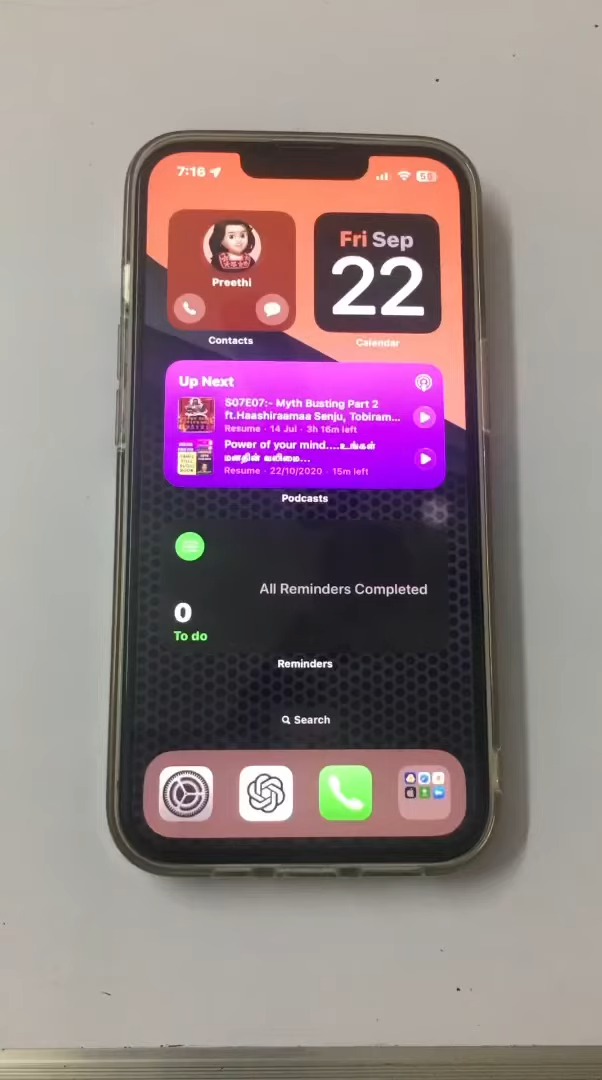 7:16
Preethi
Contacts
Fri Sep
22
Calendar
Up Next
S07E07:- Myth Busting Part 2
ft.Haashiraamaa Senju, Tobiram...
Resume · 14 Jul · 3h 16m left
Power of your mind....உங்கள்
மனதின் வலிமை...
Resume · 22/10/2020 · 15m left
Podcasts
All Reminders Completed
0
To do
Reminders
Search